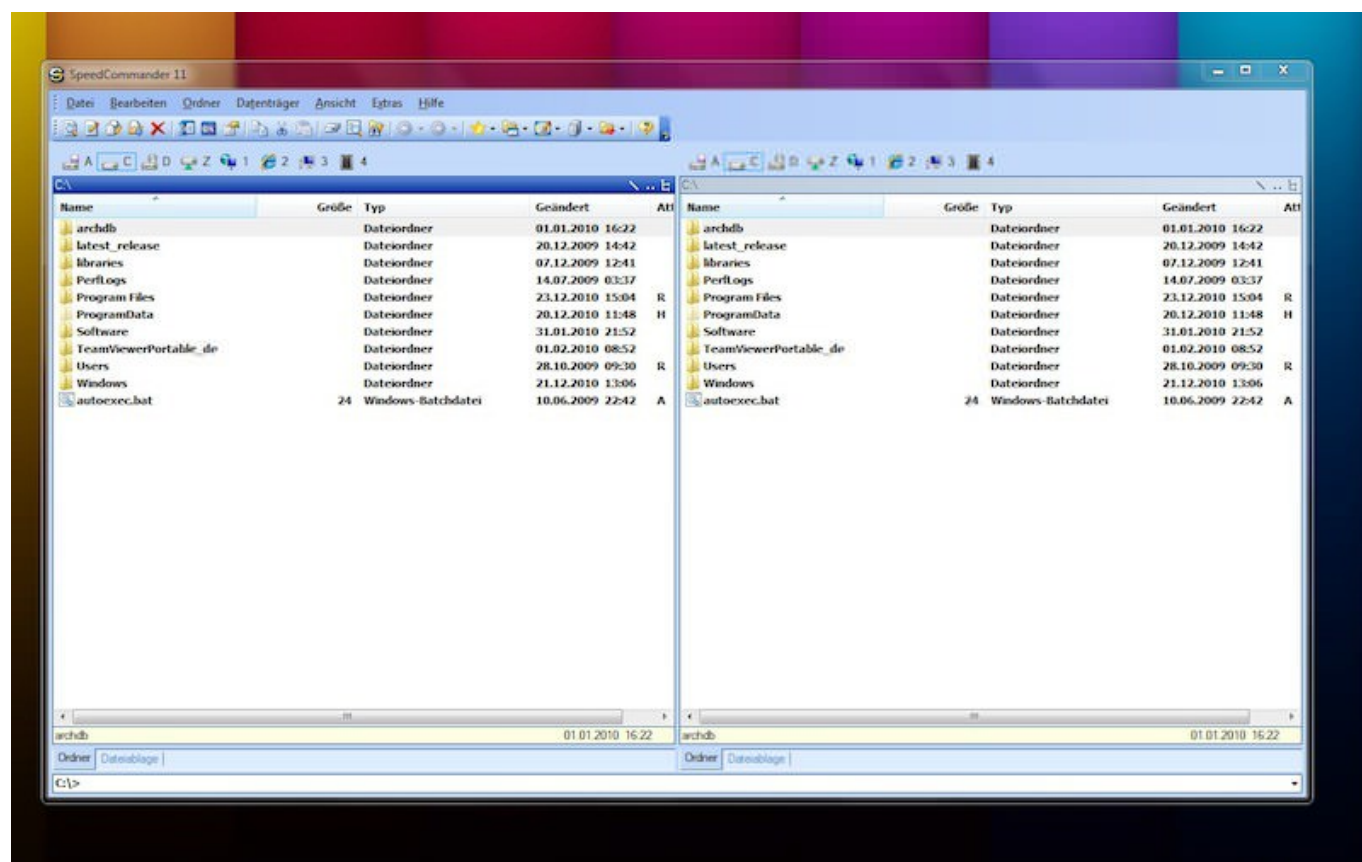 SpeedCommander 11
Datei Bearbeiten Ordner Datenträger Ansicht Extras Hilfe
A C D Z 1 2 3 4 A C D Z 1 2 3 4
C:\ .. C:\ ..
Name Größe Typ Geändert Att Name Größe Typ Geändert Att
archdb Dateiordner 01.01.2010 16:22 archdb Dateiordner 01.01.2010 16:22
latest_release Dateiordner 20.12.2009 14:42 latest_release Dateiordner 20.12.2009 14:42
libraries Dateiordner 07.12.2009 12:41 libraries Dateiordner 07.12.2009 12:41
PerfLogs Dateiordner 14.07.2009 03:37 PerfLogs Dateiordner 14.07.2009 03:37
Program Files Dateiordner 23.12.2010 15:04 R Program Files Dateiordner 23.12.2010 15:04 R
ProgramData Dateiordner 20.12.2010 11:48 H ProgramData Dateiordner 20.12.2010 11:48 H
Software Dateiordner 31.01.2010 21:52 Software Dateiordner 31.01.2010 21:52
TeamViewerPortable_de Dateiordner 01.02.2010 08:52 TeamViewerPortable_de Dateiordner 01.02.2010 08:52
Users Dateiordner 28.10.2009 09:30 R Users Dateiordner 28.10.2009 09:30 R
Windows Dateiordner 21.12.2010 13:06 Windows Dateiordner 21.12.2010 13:06
autoexec.bat 24 Windows-Batchdatei 10.06.2009 22:42 A autoexec.bat 24 Windows-Batchdatei 10.06.2009 22:42 A
archdb 01.01.2010 16:22 archdb 01.01.2010 16:22
Ordner Dateiablage Ordner Dateiablage
C:\>